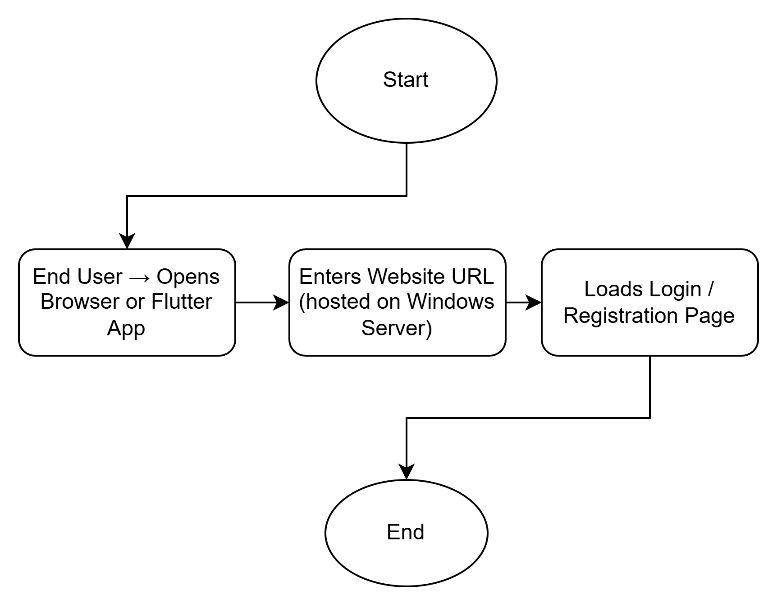 Start
End User → Opens
Browser or Flutter
App
Enters Website URL
(hosted on Windows
Server)
Loads Login /
Registration Page
End